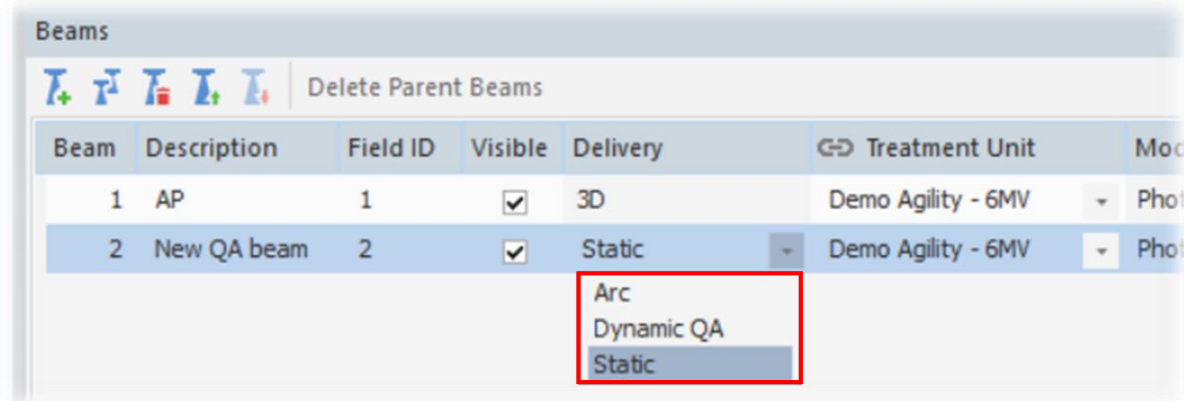 Beams
Delete Parent Beams
Beam Description Field ID Visible Delivery Treatment Unit
1 AP 1 3D Demo Agility - 6MV
2 New QA beam 2 Static Demo Agility - 6MV
Arc
Dynamic QA
Static